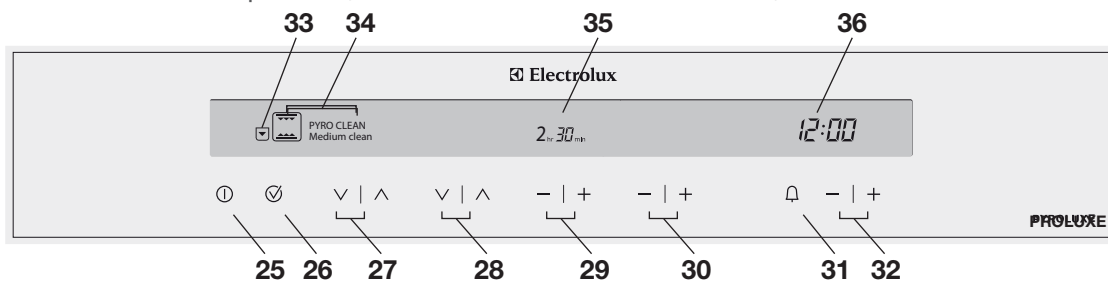 33 34 35 36
Electrolux
PYRO CLEAN
Medium clean
2 hr 30 min
12:00
25 26 27 28 29 30 31 32